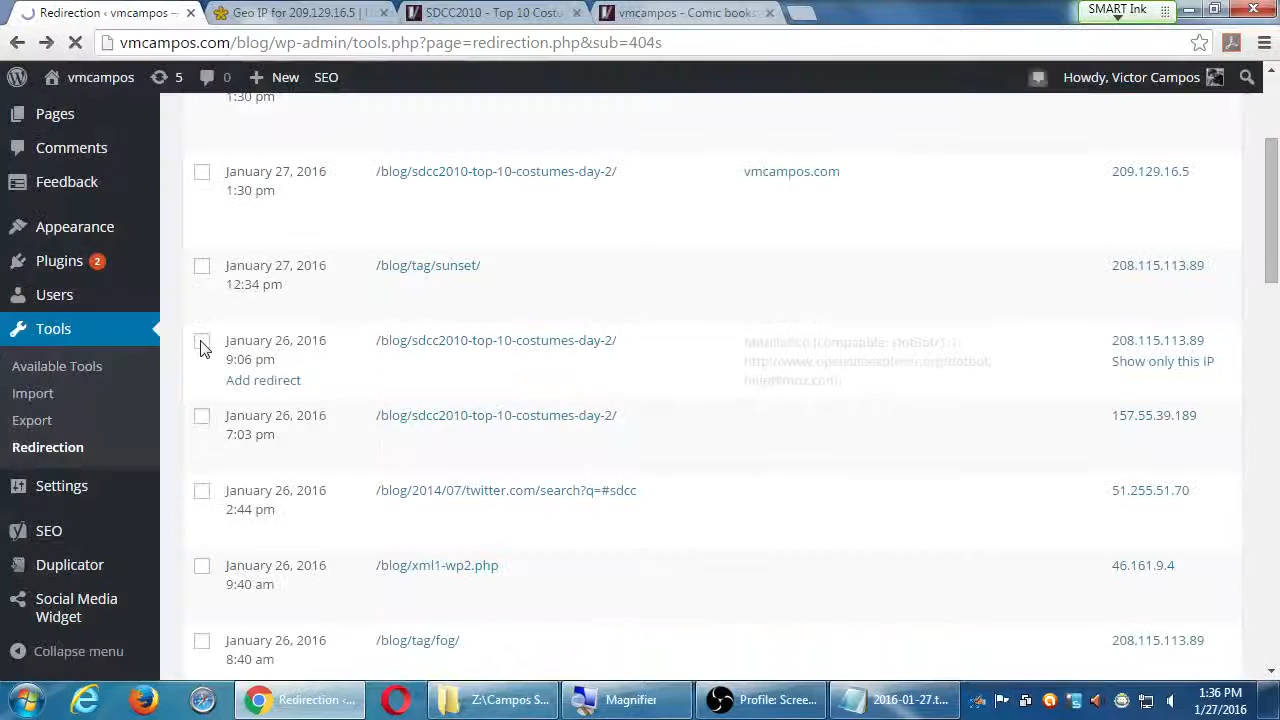 Redirection ‹ vmcampos —
Geo IP for 209.129.16.5 |
SDCC2010 – Top 10 Costu
vmcampos – Comic books
SMART Ink
vmcampos.com/blog/wp-admin/tools.php?page=redirection.php&sub=404s
vmcampos
5
0
New
SEO
Howdy, Victor Campos
Pages
Comments
Feedback
Appearance
Plugins 2
Users
Tools
Available Tools
Import
Export
Redirection
Settings
SEO
Duplicator
Social Media
Widget
Collapse menu
1:30 pm
January 27, 2016 /blog/sdcc2010-top-10-costumes-day-2/ vmcampos.com 209.129.16.5
1:30 pm
January 27, 2016 /blog/tag/sunset/ 208.115.113.89
12:34 pm
January 26, 2016 /blog/sdcc2010-top-10-costumes-day-2/ 208.115.113.89
9:06 pm Show only this IP
Add redirect
January 26, 2016 /blog/sdcc2010-top-10-costumes-day-2/ 157.55.39.189
7:03 pm
January 26, 2016 /blog/2014/07/twitter.com/search?q=#sdcc 51.255.51.70
2:44 pm
January 26, 2016 /blog/xml1-wp2.php 46.161.9.4
9:40 am
January 26, 2016 /blog/tag/fog/ 208.115.113.89
8:40 am
Redirection ‹...
Z:\Campos S...
Magnifier
Profile: Scree...
2016-01-27.t...
1:36 PM
1/27/2016